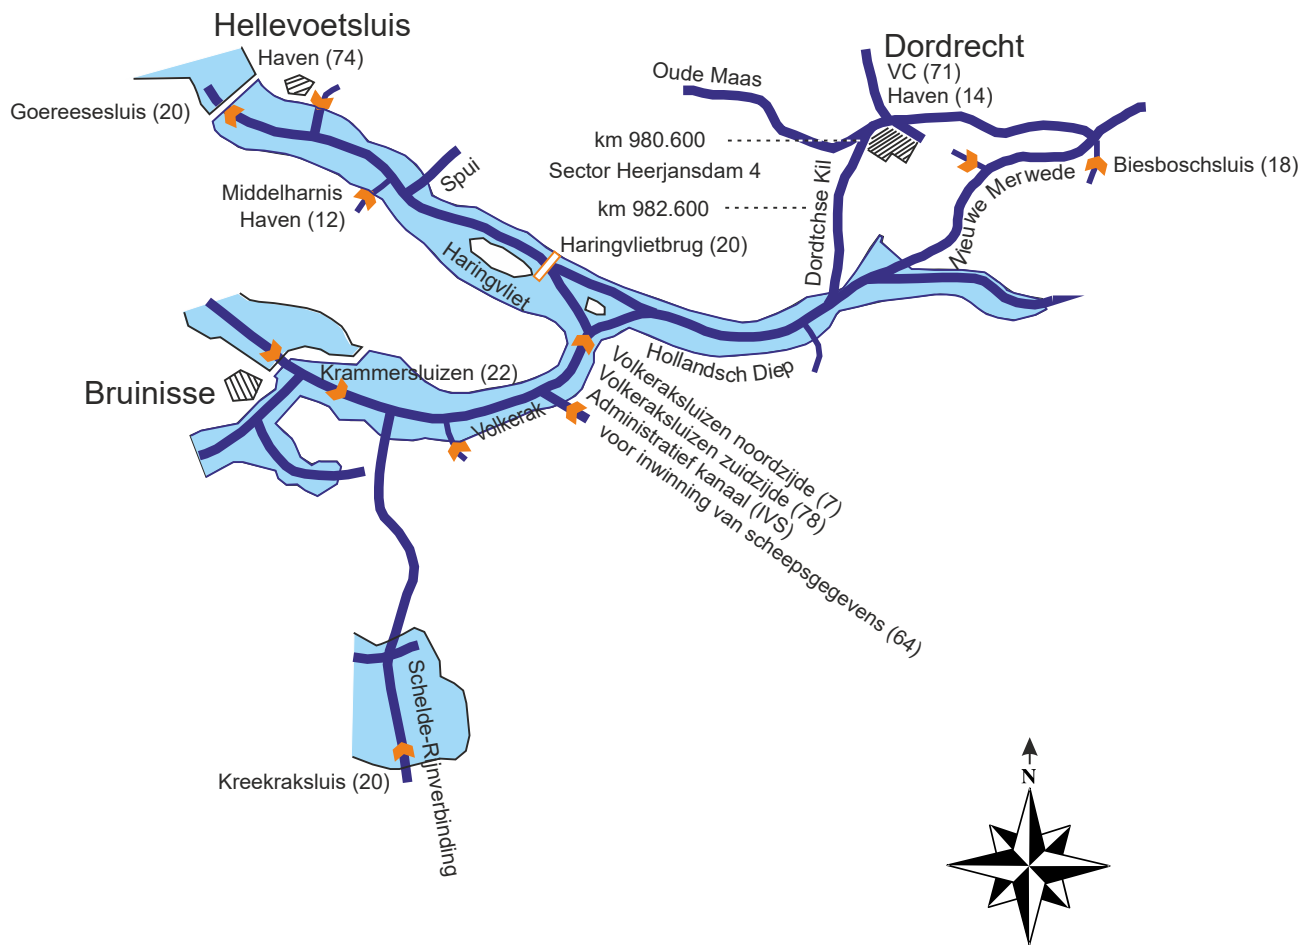 Hellevoetsluis
Haven (74)
Goereesesluis (20)
Middelharnis
Haven (12)
Spui
Haringvliet
Haringvlietbrug (20)
Oude Maas
Dordrecht
VC (71)
Haven (14)
km 980.600
Sector Heerjansdam 4
km 982.600
Dordtchse Kil
Nieuwe Merwede
Biesboschsluis (18)
Hollandsch Diep
Bruinisse
Krammersluizen (22)
Volkerak
Volkeraksluizen noordzijde (7)
Volkeraksluizen zuidzijde (78)
Administratief kanaal (IVS)
voor inwinning van scheepsgegevens (64)
Schelde-Rijnverbinding
Kreekraksluis (20)
N